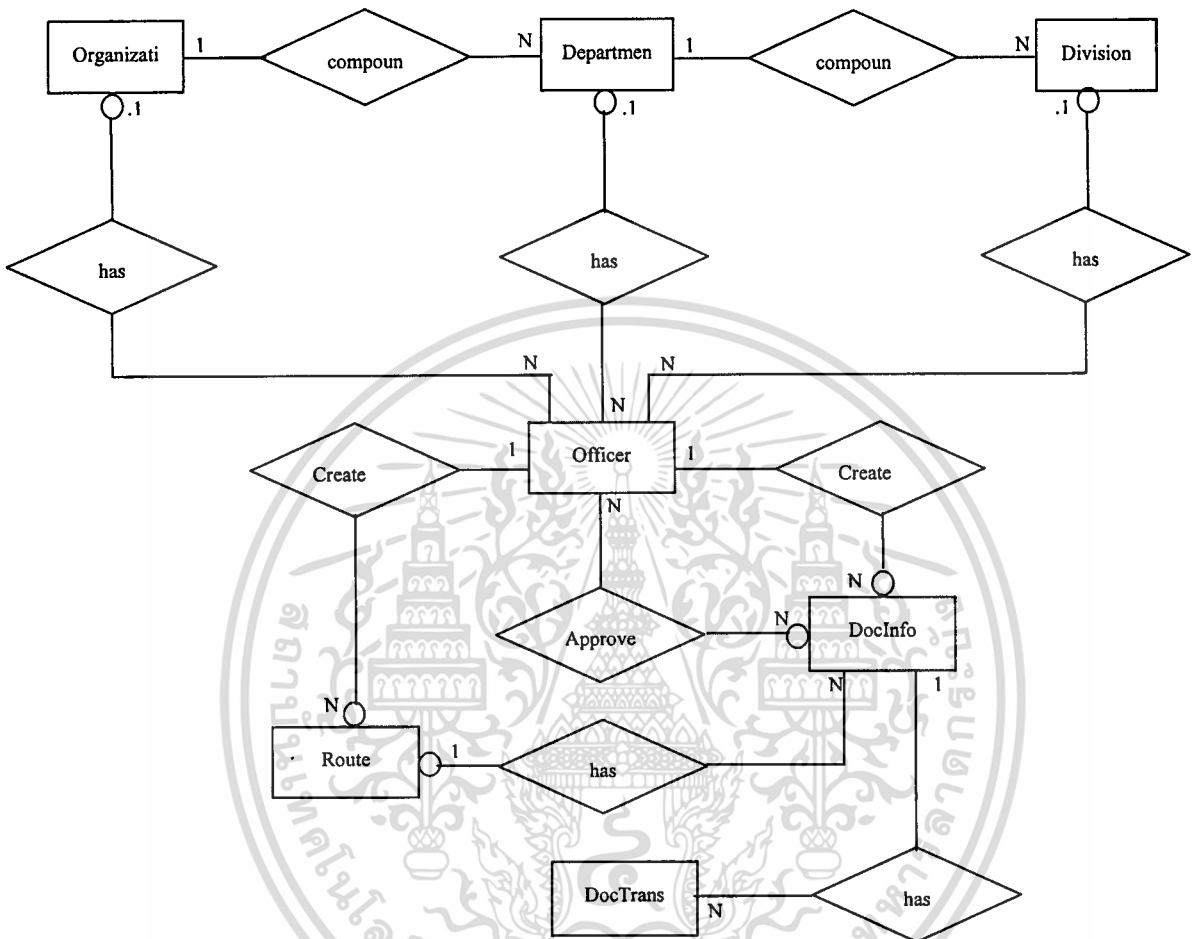 Organizati 1 compoun N Departmen 1 compoun N Division
.1 .1 .1
has has has
N N N
Create 1 Officer 1 Create
N
N
Approve N DocInfo
N N 1
Route 1 has
DocTrans N has